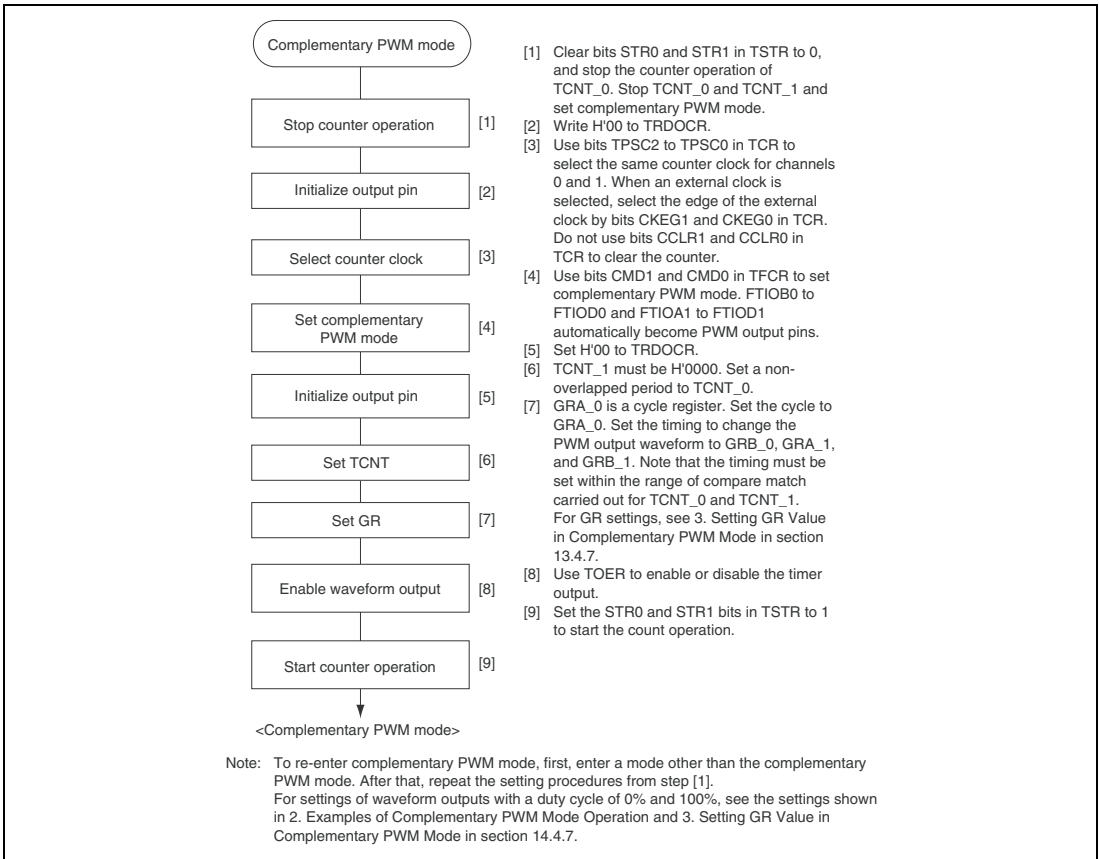 Complementary PWM mode
Stop counter operation
[1]
Initialize output pin
[2]
Select counter clock
[3]
Set complementary
PWM mode
[4]
Initialize output pin
[5]
Set TCNT
[6]
Set GR
[7]
Enable waveform output
[8]
Start counter operation
[9]
<Complementary PWM mode>
[1] Clear bits STR0 and STR1 in TSTR to 0,
and stop the counter operation of
TCNT_0. Stop TCNT_0 and TCNT_1 and
set complementary PWM mode.
[2] Write H'00 to TRDOCR.
[3] Use bits TPSC2 to TPSC0 in TCR to
select the same counter clock for channels
0 and 1. When an external clock is
selected, select the edge of the external
clock by bits CKEG1 and CKEG0 in TCR.
Do not use bits CCLR1 and CCLR0 in
TCR to clear the counter.
[4] Use bits CMD1 and CMD0 in TFCR to set
complementary PWM mode. FTIOB0 to
FTIOD0 and FTIOA1 to FTIOD1
automatically become PWM output pins.
[5] Set H'00 to TRDOCR.
[6] TCNT_1 must be H'0000. Set a non-
overlapped period to TCNT_0.
[7] GRA_0 is a cycle register. Set the cycle to
GRA_0. Set the timing to change the
PWM output waveform to GRB_0, GRA_1,
and GRB_1. Note that the timing must be
set within the range of compare match
carried out for TCNT_0 and TCNT_1.
For GR settings, see 3. Setting GR Value
in Complementary PWM Mode in section
13.4.7.
[8] Use TOER to enable or disable the timer
output.
[9] Set the STR0 and STR1 bits in TSTR to 1
to start the count operation.
Note: To re-enter complementary PWM mode, first, enter a mode other than the complementary
PWM mode. After that, repeat the setting procedures from step [1].
For settings of waveform outputs with a duty cycle of 0% and 100%, see the settings shown
in 2. Examples of Complementary PWM Mode Operation and 3. Setting GR Value in
Complementary PWM Mode in section 14.4.7.